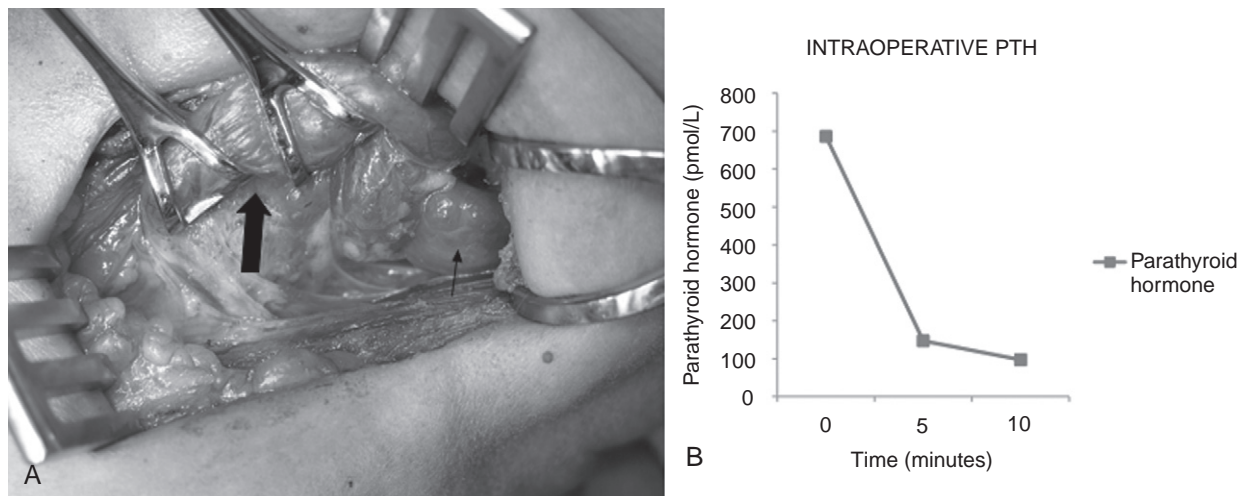 A
INTRAOPERATIVE PTH
Parathyroid hormone (pmol/L)
800
700
600
500
400
300
200
100
0
0 5 10
Time (minutes)
Parathyroid
hormone
B